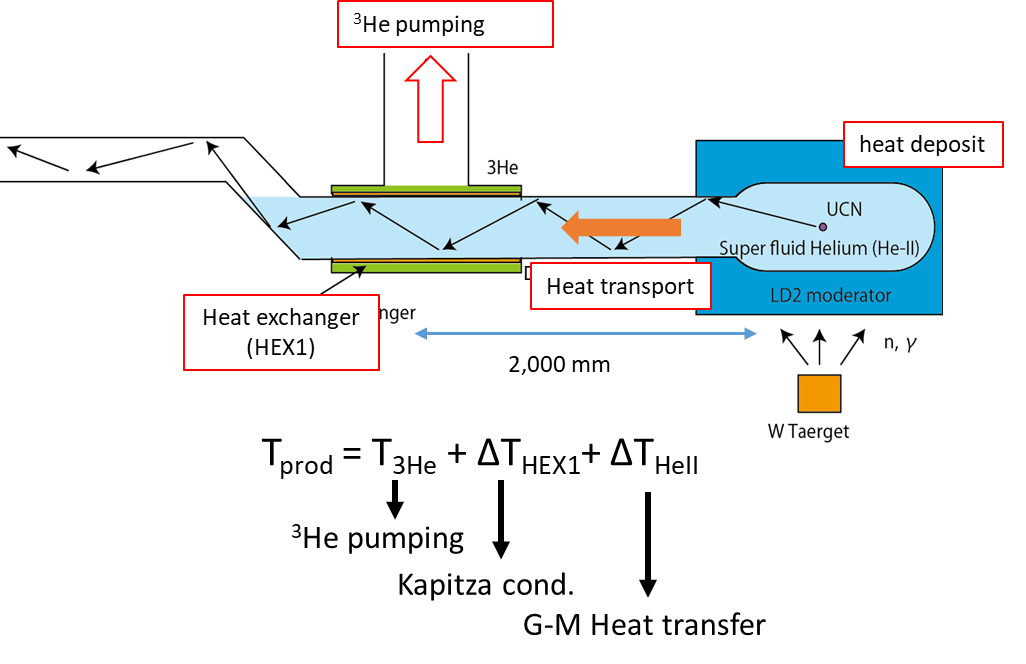 ³He pumping
heat deposit
3He
UCN
Super fluid Helium (He-II)
Heat transport
LD2 moderator
Heat exchanger
(HEX1)
nger
n, γ
2,000 mm
W Taerget
T_prod = T_3He + ΔT_HEX1+ ΔT_HeII
³He pumping
Kapitza cond.
G-M Heat transfer